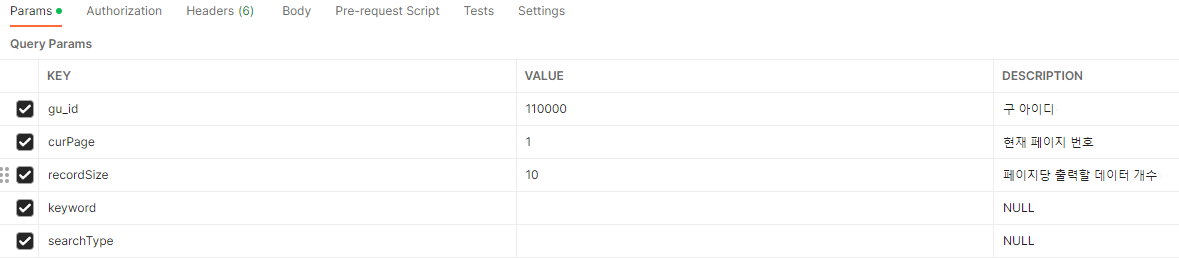 Params Authorization Headers (6) Body Pre-request Script Tests Settings
Query Params
KEY VALUE DESCRIPTION
gu_id 110000 구 아이디
curPage 1 현재 페이지 번호
recordSize 10 페이지당 출력할 데이터 개수
keyword NULL
searchType NULL